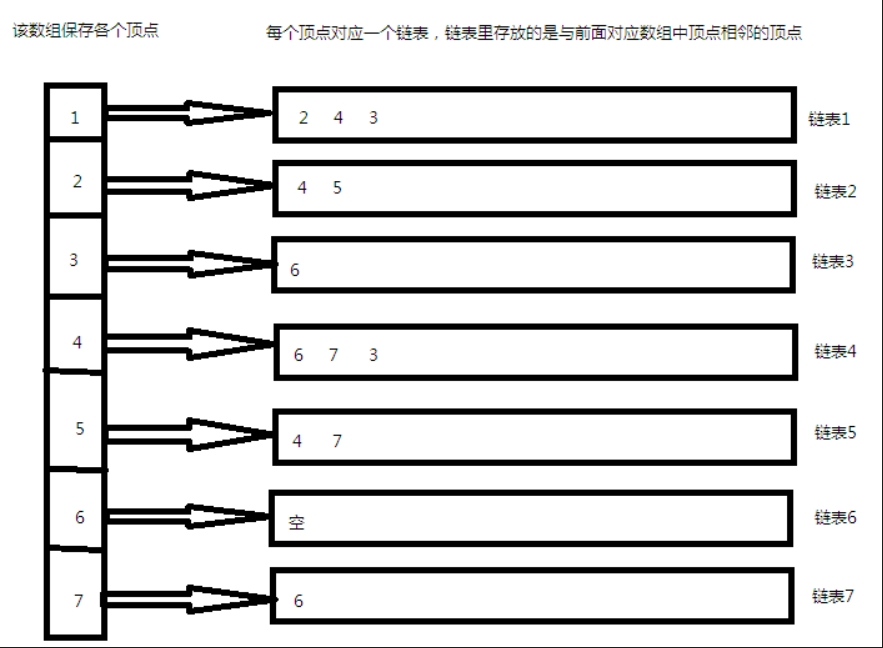 该数组保存各个顶点 每个顶点对应一个链表，链表里存放的是与前面对应数组中顶点相邻的顶点
1 2 4 3 链表1
2 4 5 链表2
3 6 链表3
4 6 7 3 链表4
5 4 7 链表5
6 空 链表6
7 6 链表7